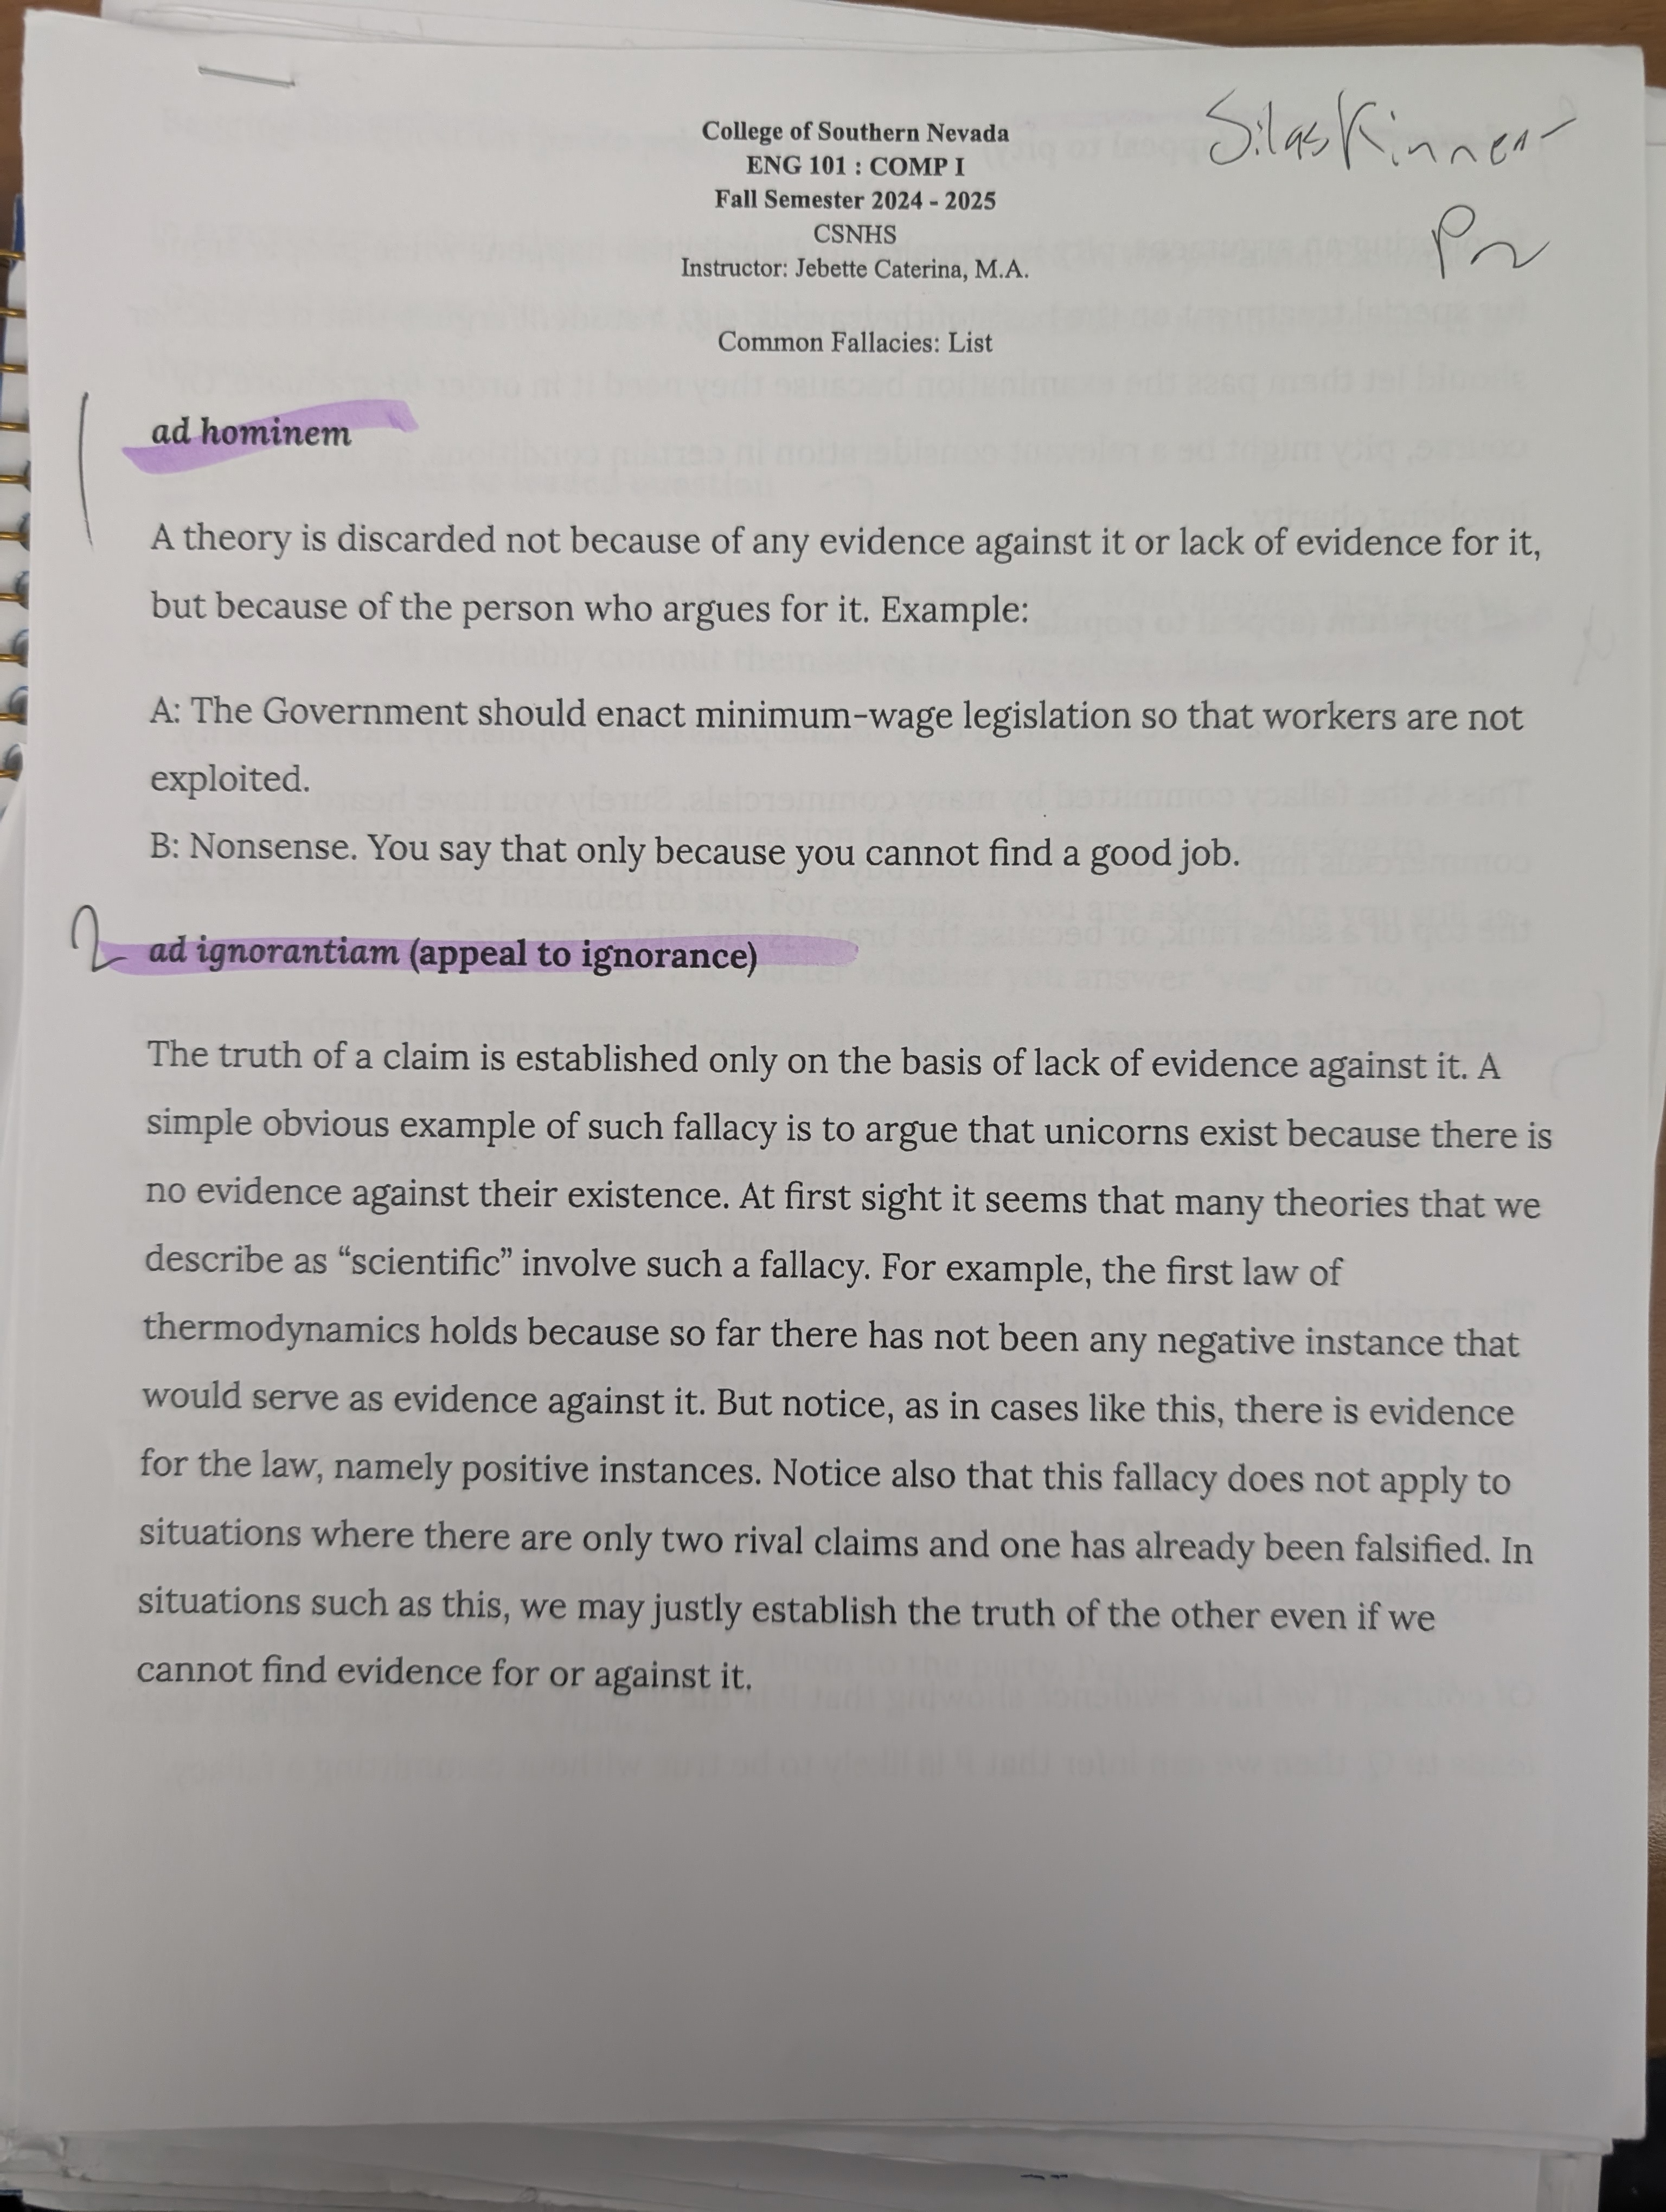 College of Southern Nevada
ENG 101 : COMP I
Fall Semester 2024 - 2025
CSNHS
Instructor: Jebette Caterina, M.A.
Silas Kinner
P2
Common Fallacies: List
1
ad hominem
A theory is discarded not because of any evidence against it or lack of evidence for it,
but because of the person who argues for it. Example:
A: The Government should enact minimum-wage legislation so that workers are not
exploited.
B: Nonsense. You say that only because you cannot find a good job.
2 ad ignorantiam (appeal to ignorance)
The truth of a claim is established only on the basis of lack of evidence against it. A
simple obvious example of such fallacy is to argue that unicorns exist because there is
no evidence against their existence. At first sight it seems that many theories that we
describe as “scientific” involve such a fallacy. For example, the first law of
thermodynamics holds because so far there has not been any negative instance that
would serve as evidence against it. But notice, as in cases like this, there is evidence
for the law, namely positive instances. Notice also that this fallacy does not apply to
situations where there are only two rival claims and one has already been falsified. In
situations such as this, we may justly establish the truth of the other even if we
cannot find evidence for or against it.